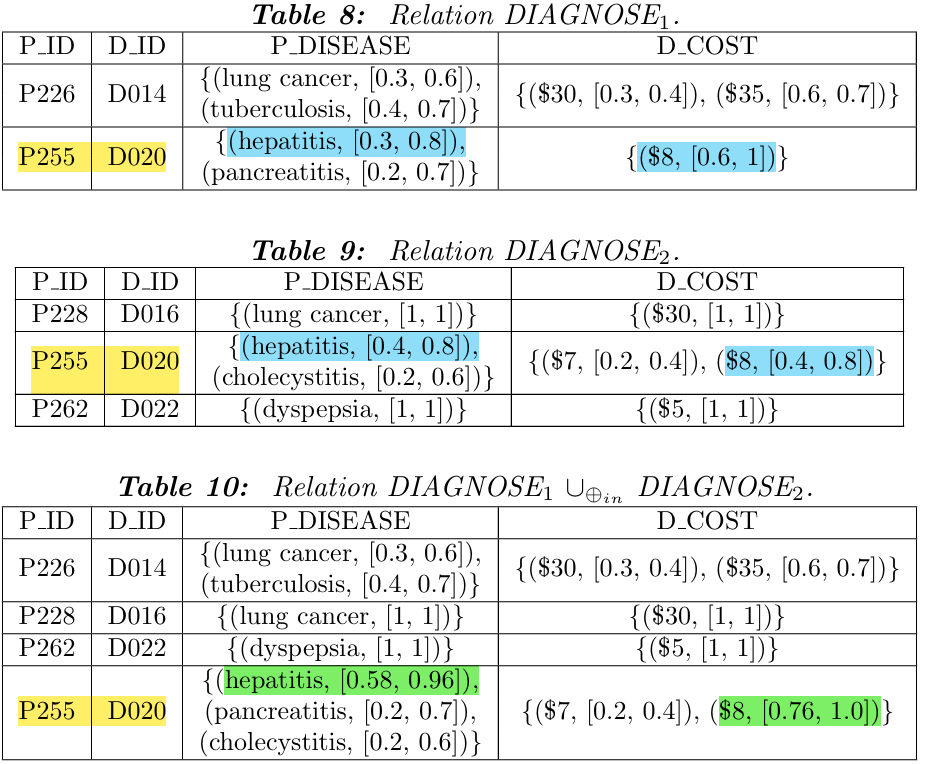 Table 8: Relation DIAGNOSE₁.
P_ID D_ID P_DISEASE D_COST
P226 D014 {(lung cancer, [0.3, 0.6]), {($30, [0.3, 0.4]), ($35, [0.6, 0.7])}
(tuberculosis, [0.4, 0.7])}
P255 D020 {(hepatitis, [0.3, 0.8]), {($8, [0.6, 1])}
(pancreatitis, [0.2, 0.7])}
Table 9: Relation DIAGNOSE₂.
P_ID D_ID P_DISEASE D_COST
P228 D016 {(lung cancer, [1, 1])} {($30, [1, 1])}
P255 D020 {(hepatitis, [0.4, 0.8]), {($7, [0.2, 0.4]), ($8, [0.4, 0.8])}
(cholecystitis, [0.2, 0.6])}
P262 D022 {(dyspepsia, [1, 1])} {($5, [1, 1])}
Table 10: Relation DIAGNOSE₁ ∪⊕in DIAGNOSE₂.
P_ID D_ID P_DISEASE D_COST
P226 D014 {(lung cancer, [0.3, 0.6]), {($30, [0.3, 0.4]), ($35, [0.6, 0.7])}
(tuberculosis, [0.4, 0.7])}
P228 D016 {(lung cancer, [1, 1])} {($30, [1, 1])}
P262 D022 {(dyspepsia, [1, 1])} {($5, [1, 1])}
P255 D020 {(hepatitis, [0.58, 0.96]), {($7, [0.2, 0.4]), ($8, [0.76, 1.0])}
(pancreatitis, [0.2, 0.7]),
(cholecystitis, [0.2, 0.6])}